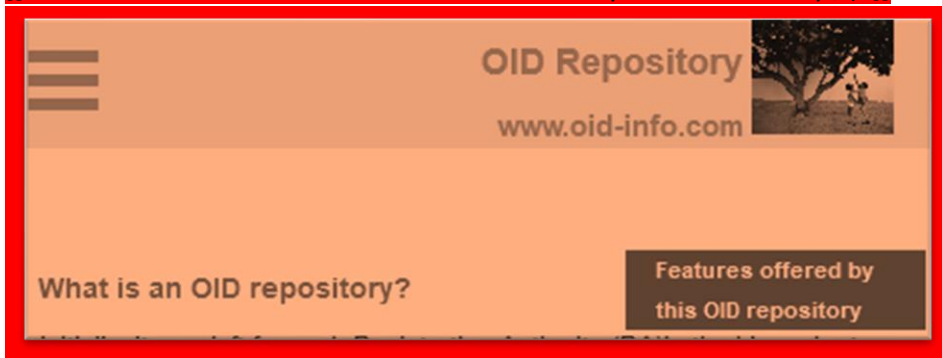 OID Repository
www.oid-info.com
What is an OID repository?
Features offered by
this OID repository